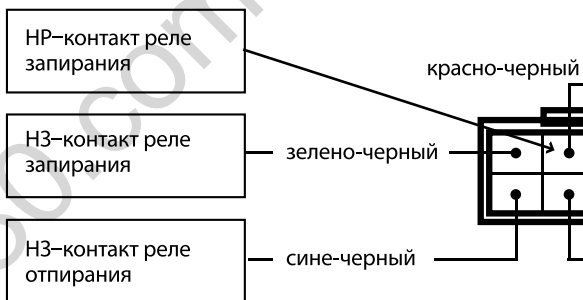 НР–контакт реле
запирания
красно-черный
НЗ–контакт реле
запирания
зелено-черный
НЗ–контакт реле
отпирания
сине-черный